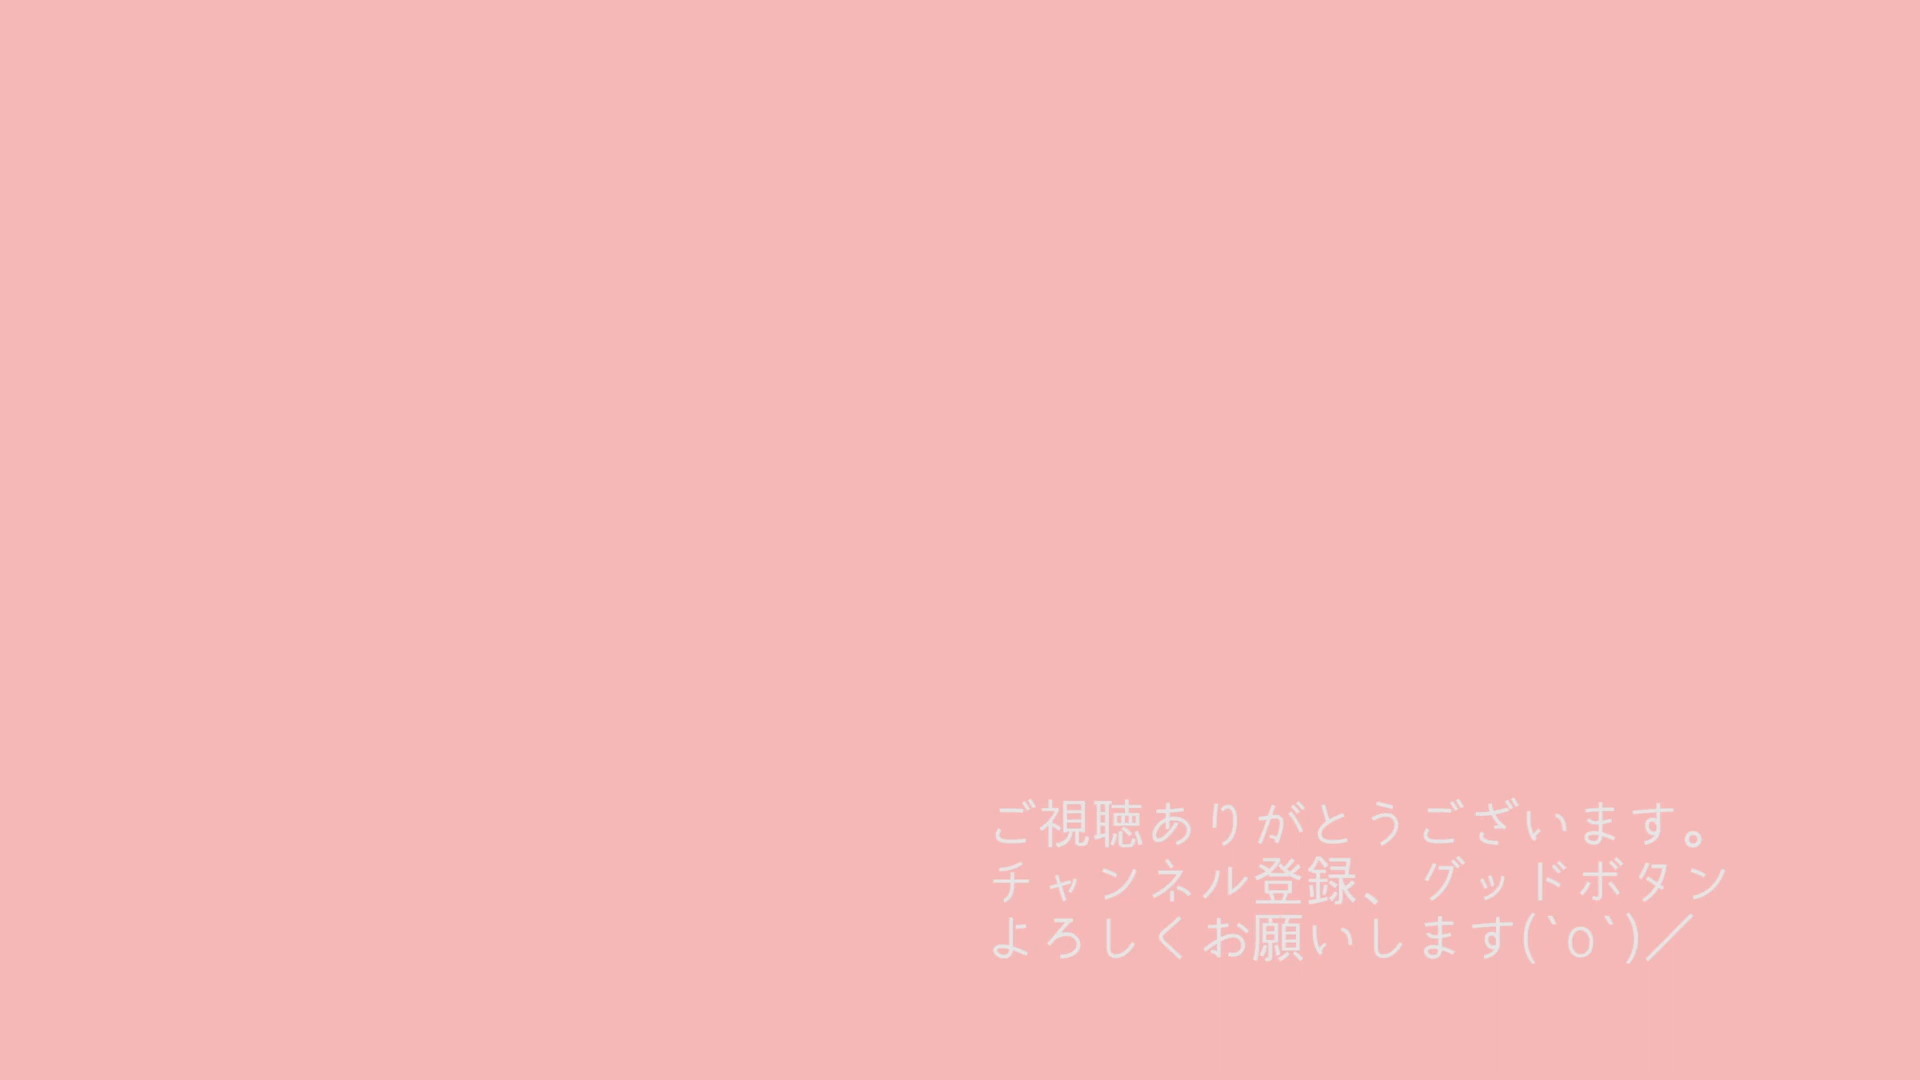 ご視聴ありがとうございます。
チャンネル登録、グッドボタン
よろしくお願いします(`o`)／